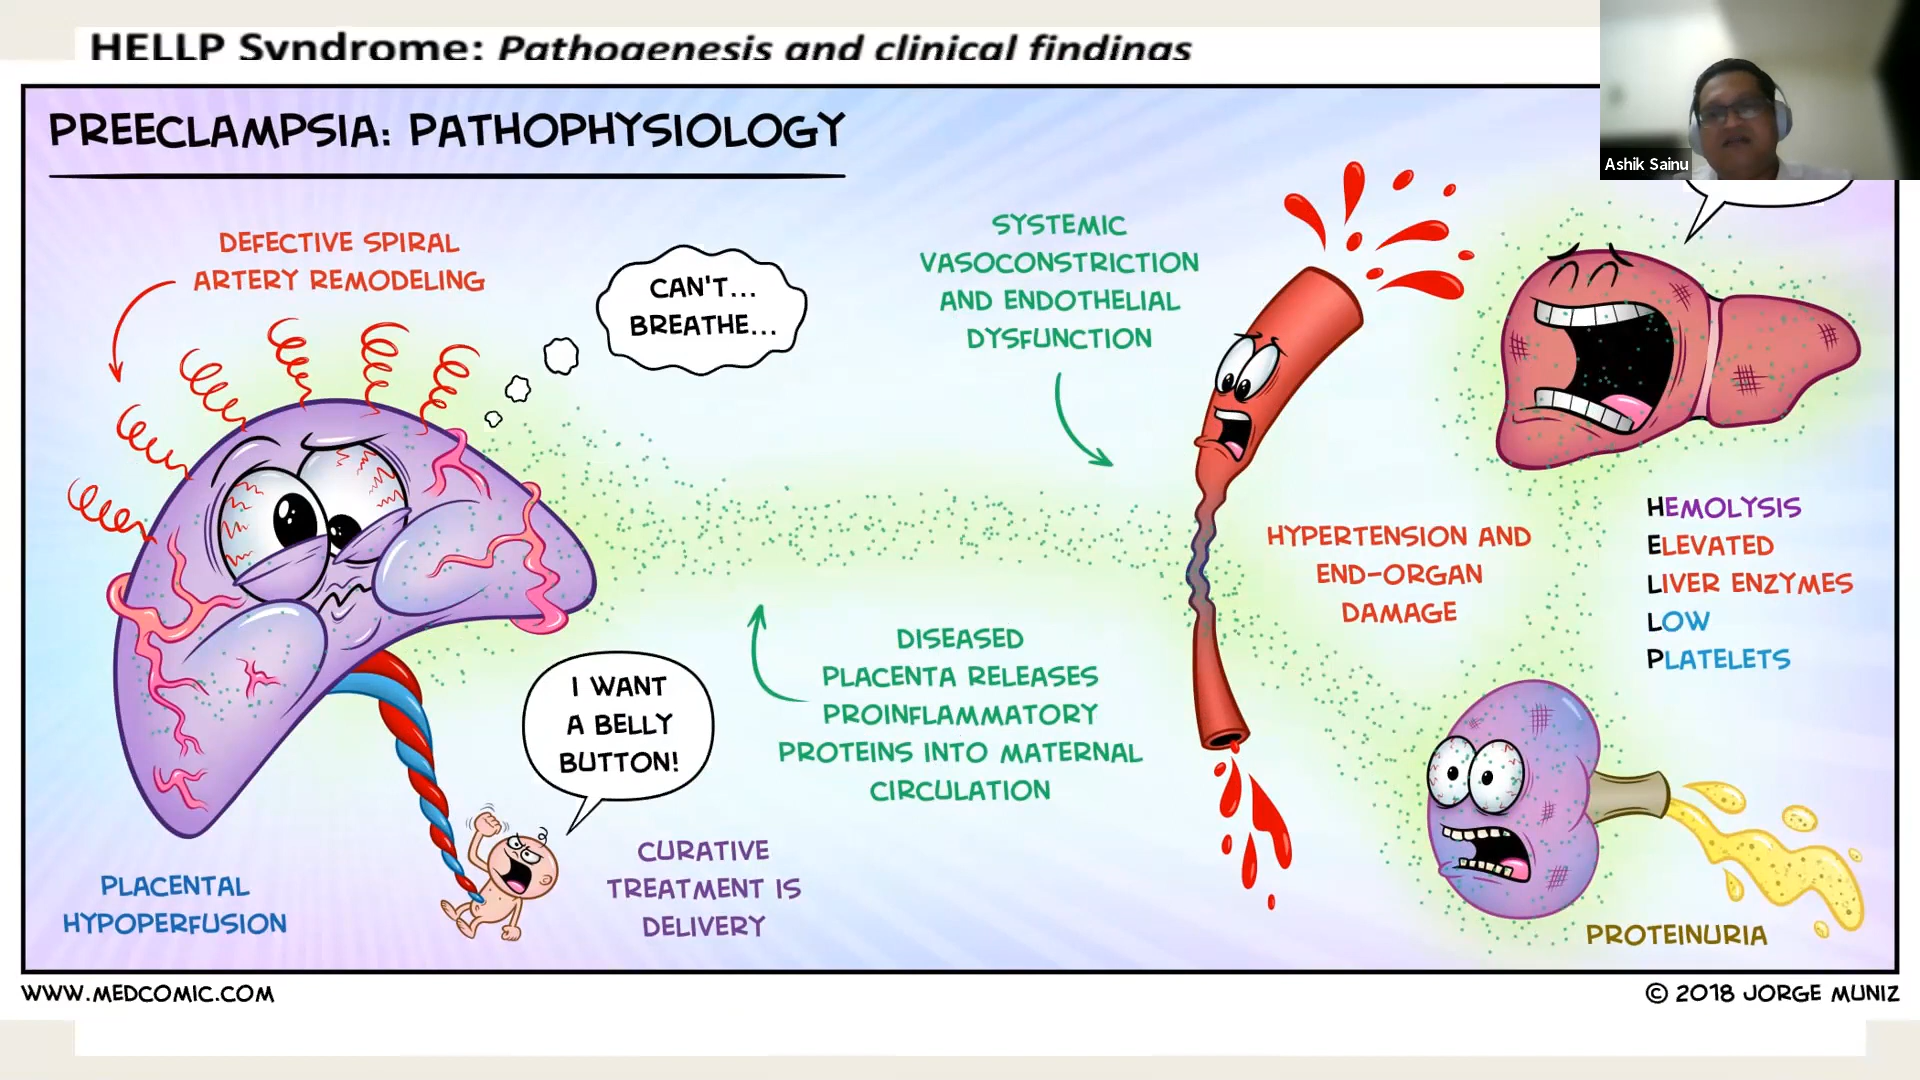 HELLP Syndrome: Pathogenesis and clinical findings
Ashik Sainu
PREECLAMPSIA: PATHOPHYSIOLOGY
DEFECTIVE SPIRAL
ARTERY REMODELING
CAN'T...
BREATHE...
SYSTEMIC
VASOCONSTRICTION
AND ENDOTHELIAL
DYSFUNCTION
HYPERTENSION AND
END-ORGAN
DAMAGE
HEMOLYSIS
ELEVATED
LIVER ENZYMES
LOW
PLATELETS
DISEASED
PLACENTA RELEASES
PROINFLAMMATORY
PROTEINS INTO MATERNAL
CIRCULATION
I WANT
A BELLY
BUTTON!
CURATIVE
TREATMENT IS
DELIVERY
PLACENTAL
HYPOPERFUSION
PROTEINURIA
WWW.MEDCOMIC.COM
© 2018 JORGE MUNIZ